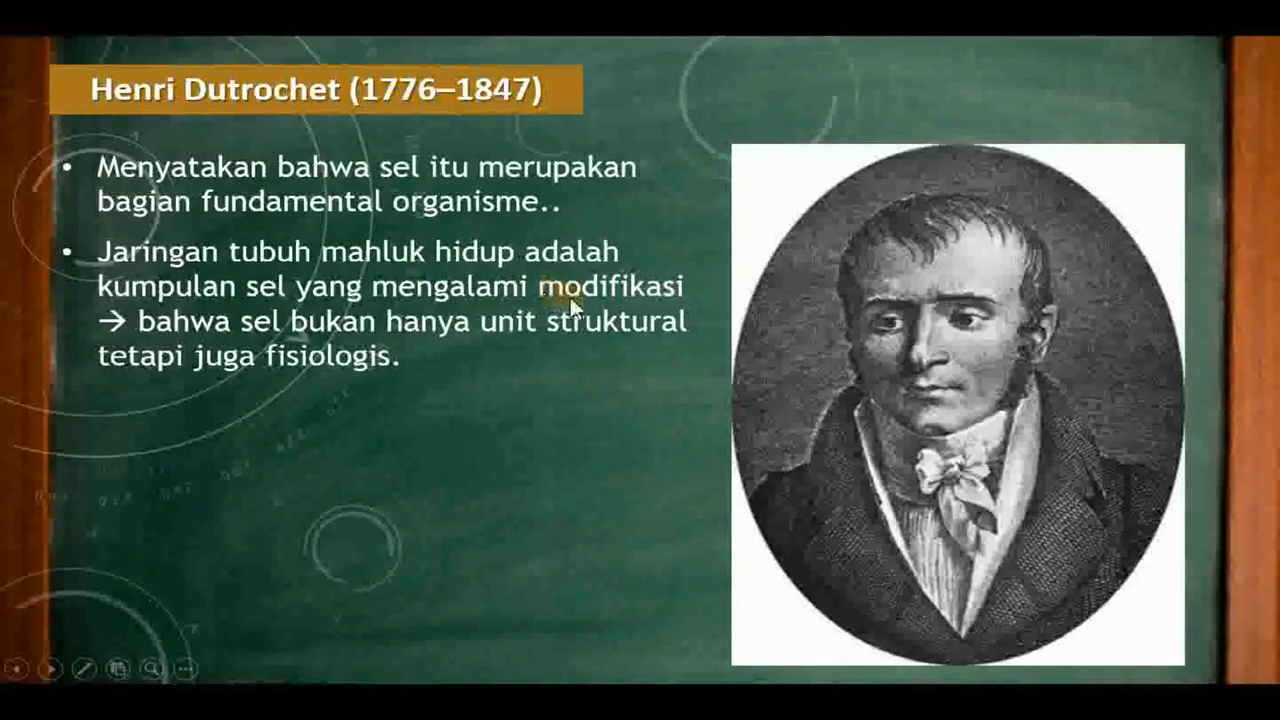 Henri Dutrochet (1776–1847)
• Menyatakan bahwa sel itu merupakan
bagian fundamental organisme..
• Jaringan tubuh mahluk hidup adalah
kumpulan sel yang mengalami modifikasi
→ bahwa sel bukan hanya unit struktural
tetapi juga fisiologis.